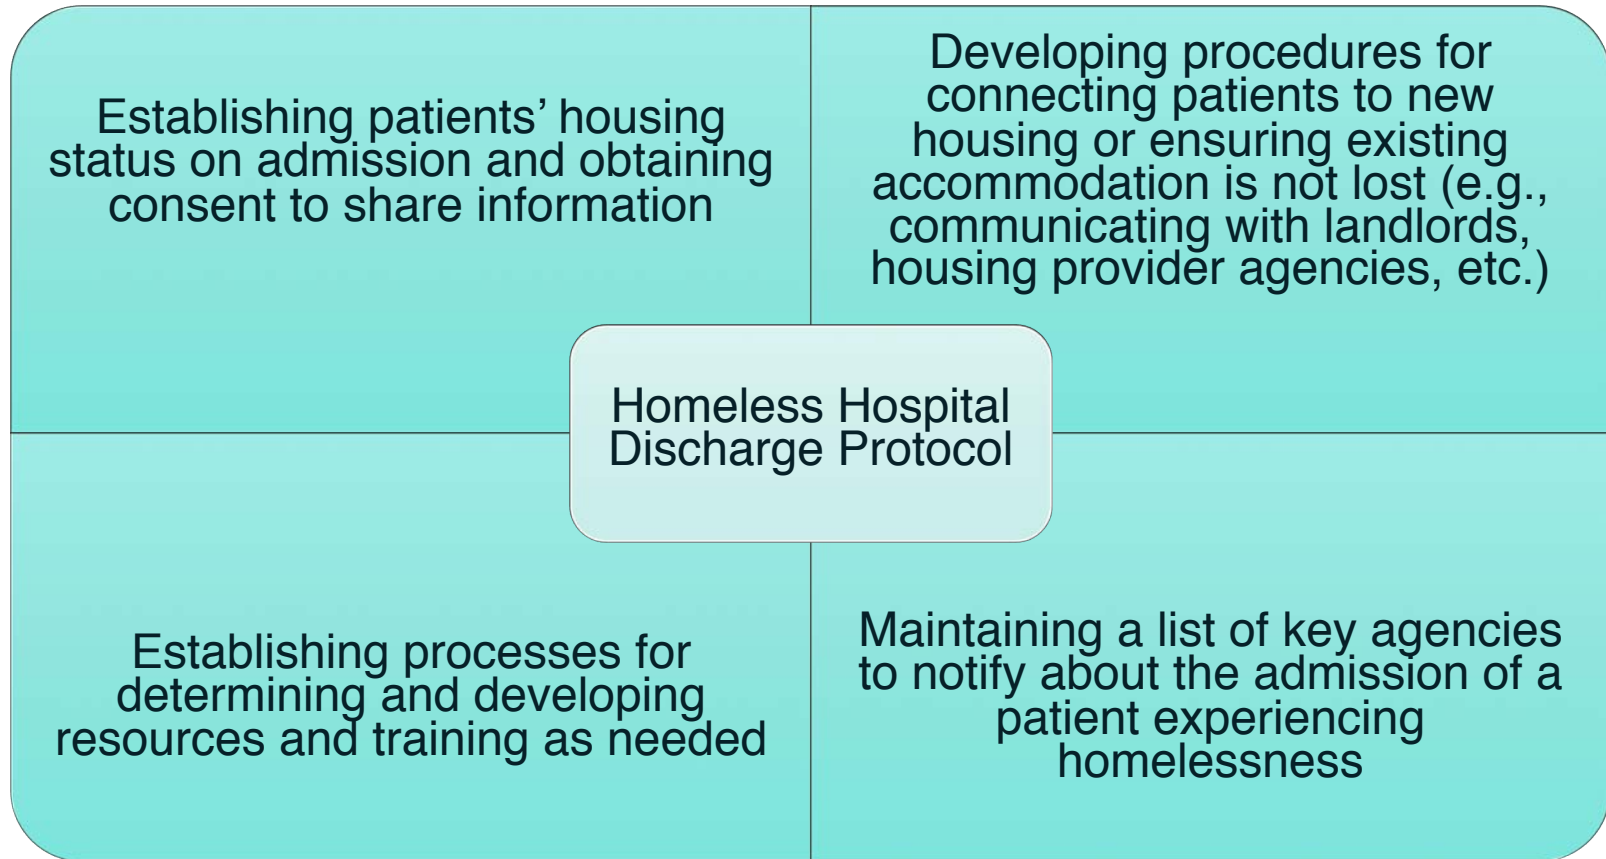 Establishing patients’ housing
status on admission and obtaining
consent to share information
Developing procedures for
connecting patients to new
housing or ensuring existing
accommodation is not lost (e.g.,
communicating with landlords,
housing provider agencies, etc.)
Homeless Hospital
Discharge Protocol
Establishing processes for
determining and developing
resources and training as needed
Maintaining a list of key agencies
to notify about the admission of a
patient experiencing
homelessness